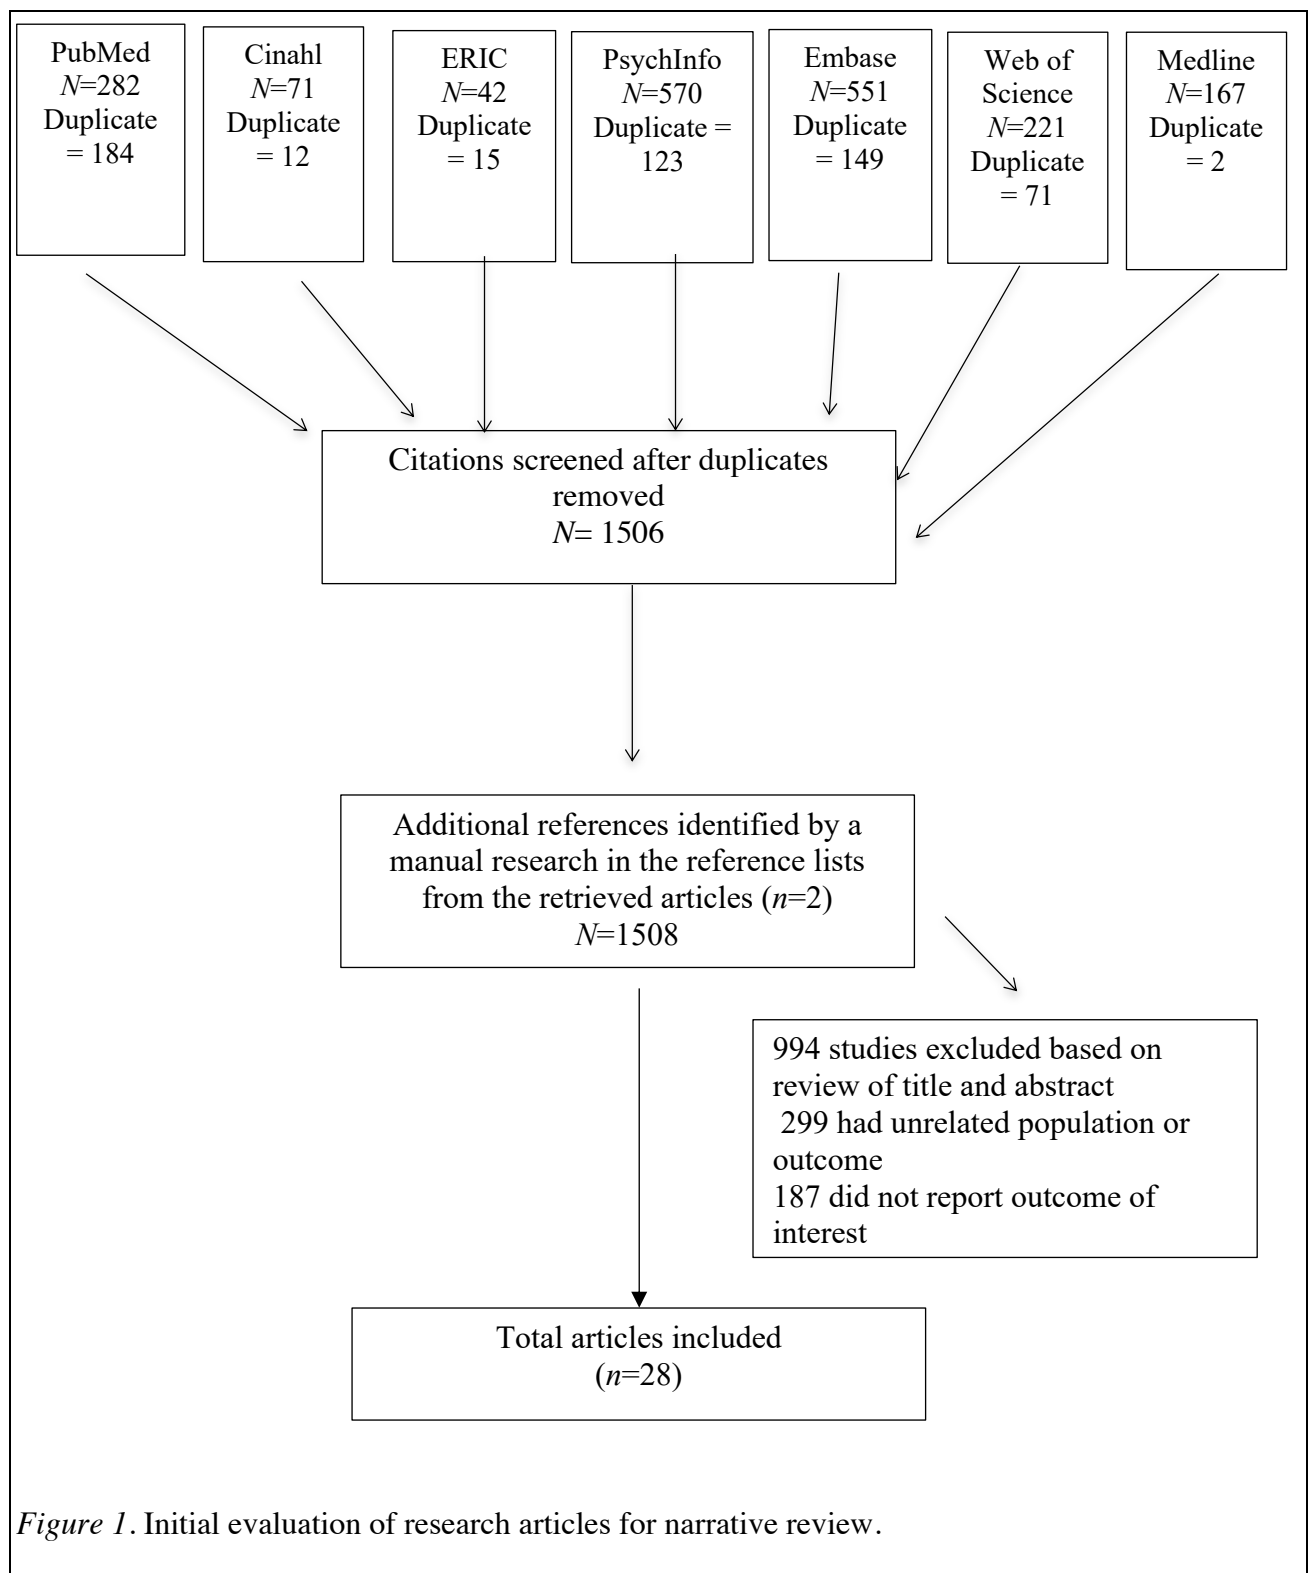 PubMed
N=282
Duplicate
= 184
Cinahl
N=71
Duplicate
= 12
ERIC
N=42
Duplicate
= 15
PsychInfo
N=570
Duplicate =
123
Embase
N=551
Duplicate
= 149
Web of
Science
N=221
Duplicate
= 71
Medline
N=167
Duplicate
= 2
Citations screened after duplicates
removed
N= 1506
Additional references identified by a
manual research in the reference lists
from the retrieved articles (n=2)
N=1508
994 studies excluded based on
review of title and abstract
299 had unrelated population or
outcome
187 did not report outcome of
interest
Total articles included
(n=28)
Figure 1. Initial evaluation of research articles for narrative review.